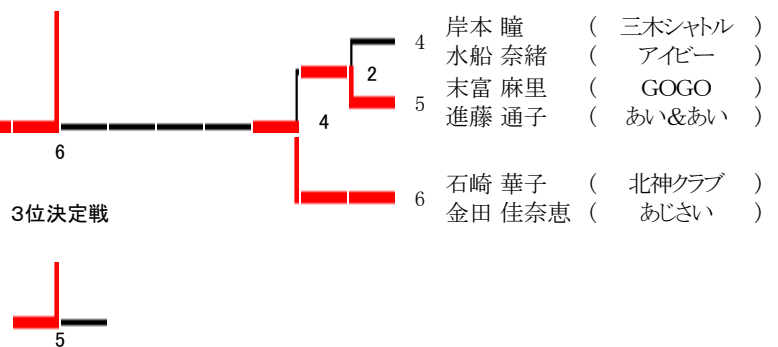 4 岸本 瞳 ( 三木シャトル )
水船 奈緒 ( アイビー )
2
5 末富 麻里 ( GOGO )
進藤 通子 ( あい&あい )
4
6
6 石崎 華子 ( 北神クラブ )
金田 佳奈恵 ( あじさい )
3位決定戦
5